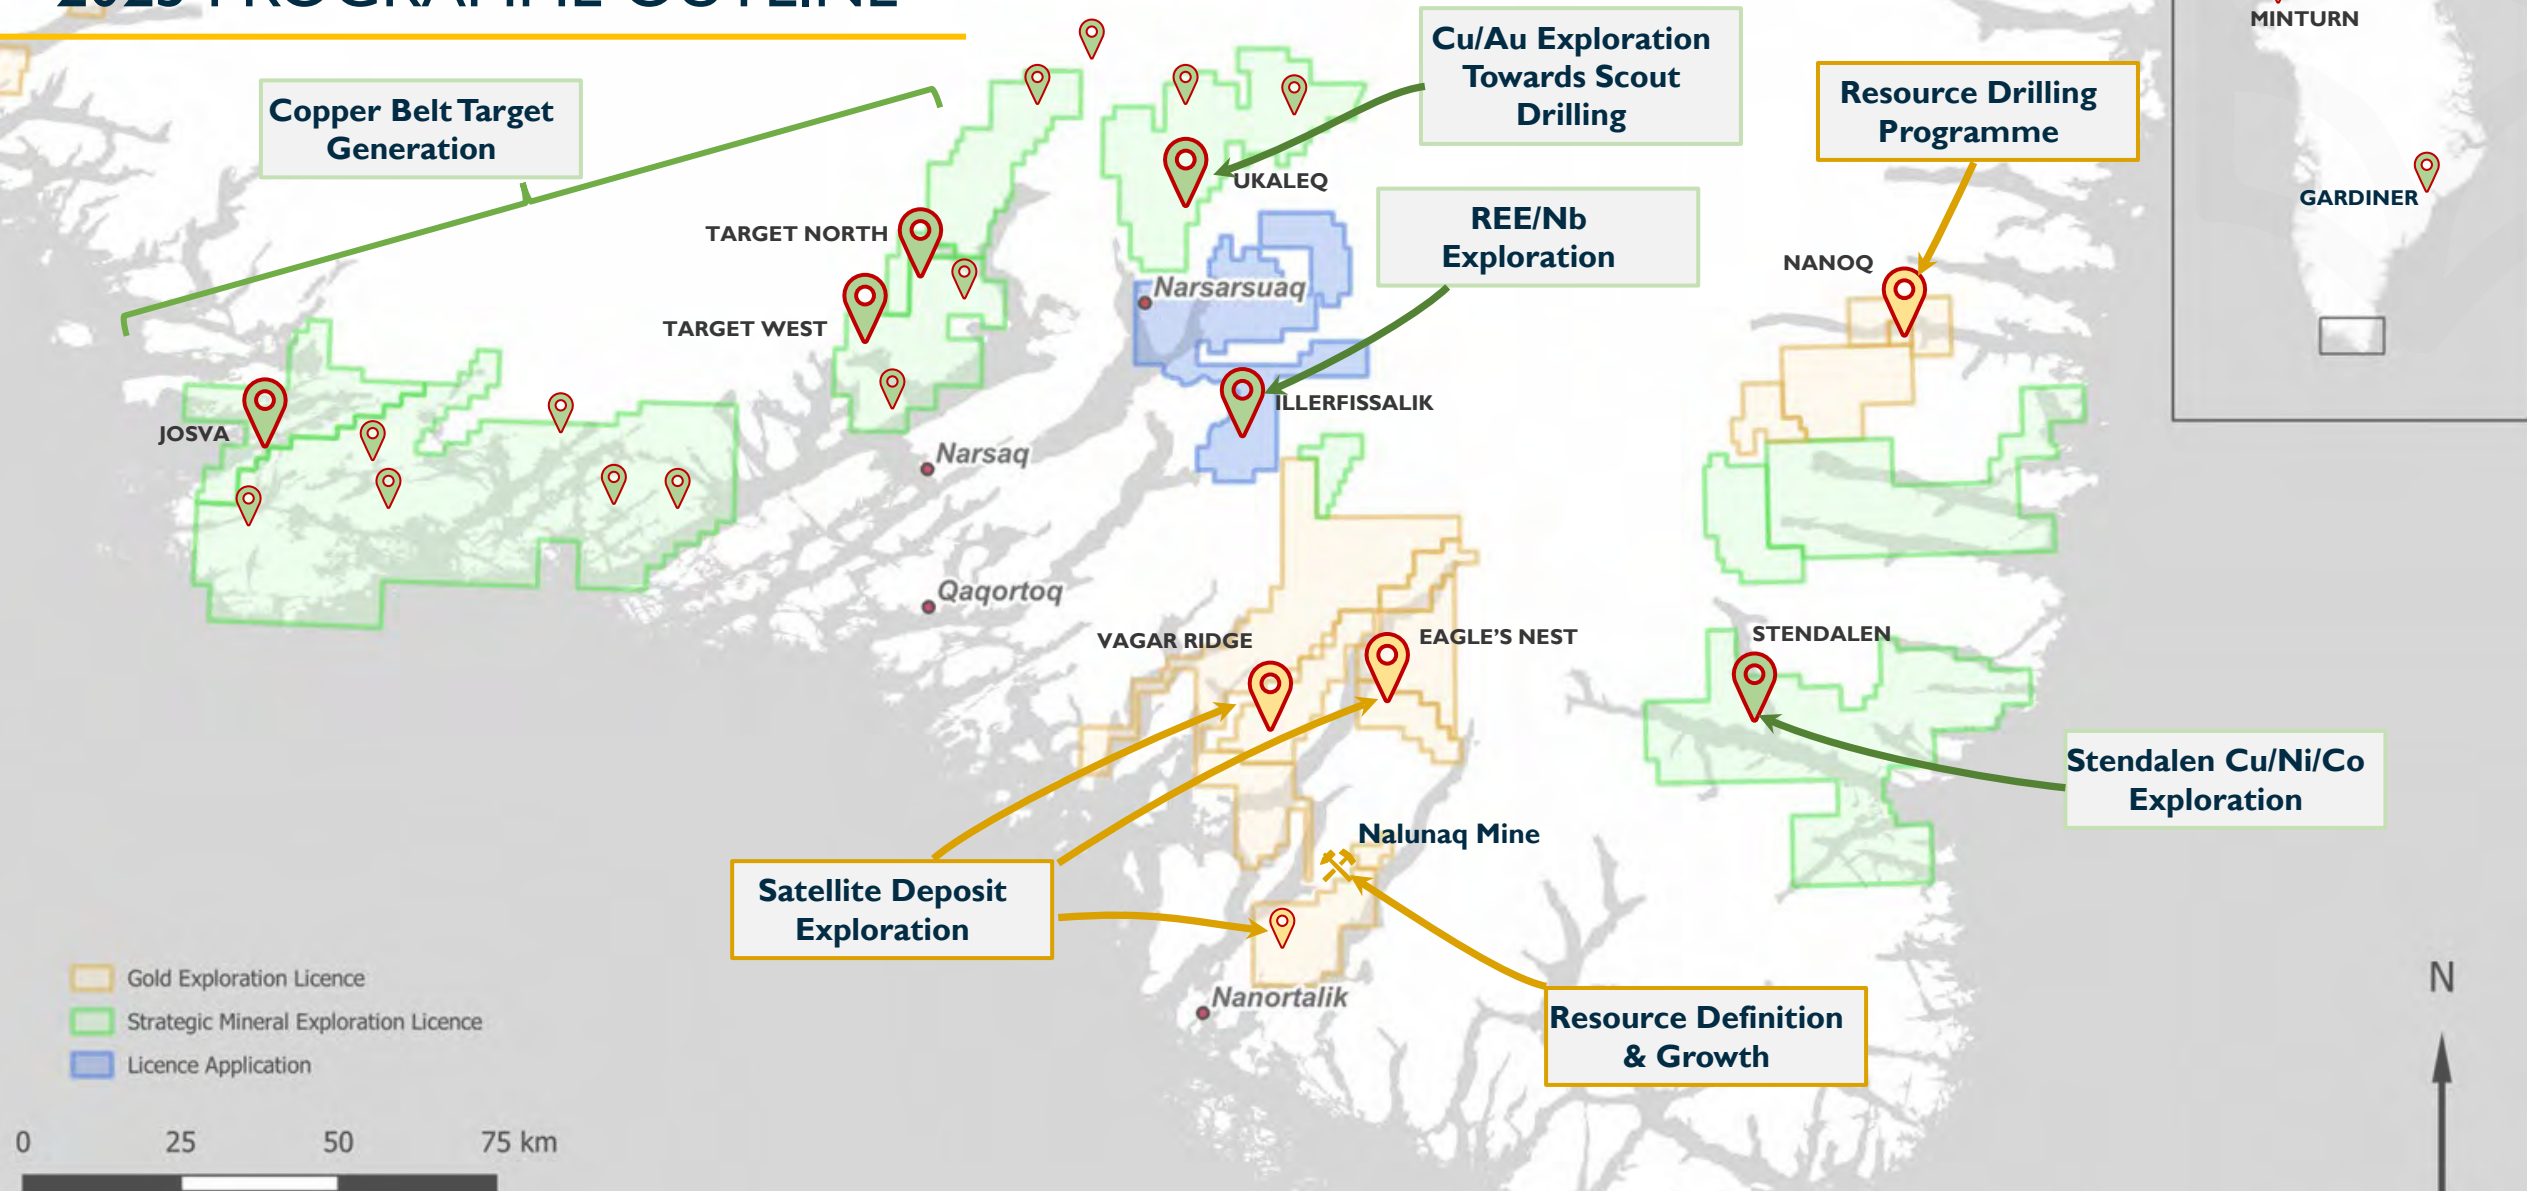 2025 PROGRAMME OUTLINE
Copper Belt Target
Generation
Cu/Au Exploration
Towards Scout
Drilling
Resource Drilling
Programme
MINTURN
GARDINER
UKALEQ
REE/Nb
Exploration
TARGET NORTH
NANOQ
Narsarsuaq
TARGET WEST
ILLERFISSALIK
JOSVA
Narsaq
Qaqortoq
VAGAR RIDGE
EAGLE'S NEST
STENDALEN
Stendalen Cu/Ni/Co
Exploration
Nalunaq Mine
Satellite Deposit
Exploration
Nanortalik
Resource Definition
& Growth
Gold Exploration Licence
Strategic Mineral Exploration Licence
Licence Application
N
0 25 50 75 km